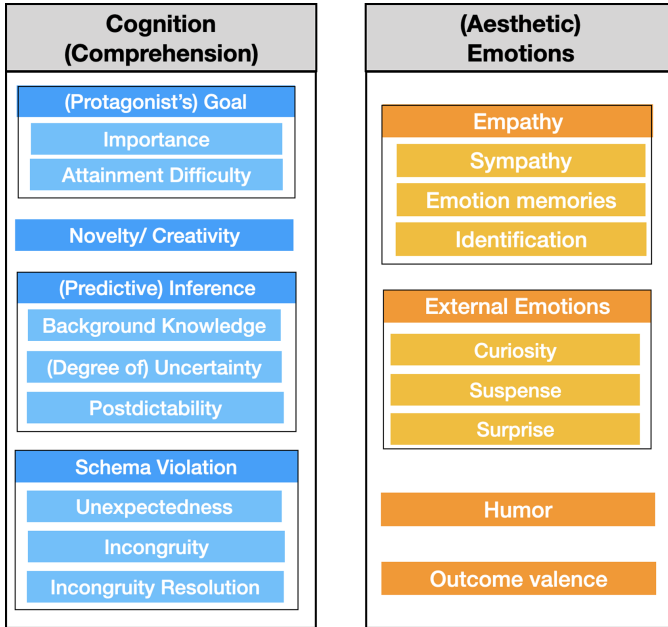 Cognition
(Comprehension)
(Protagonist's) Goal
Importance
Attainment Difficulty
Novelty/ Creativity
(Predictive) Inference
Background Knowledge
(Degree of) Uncertainty
Postdictability
Schema Violation
Unexpectedness
Incongruity
Incongruity Resolution
(Aesthetic)
Emotions
Empathy
Sympathy
Emotion memories
Identification
External Emotions
Curiosity
Suspense
Surprise
Humor
Outcome valence